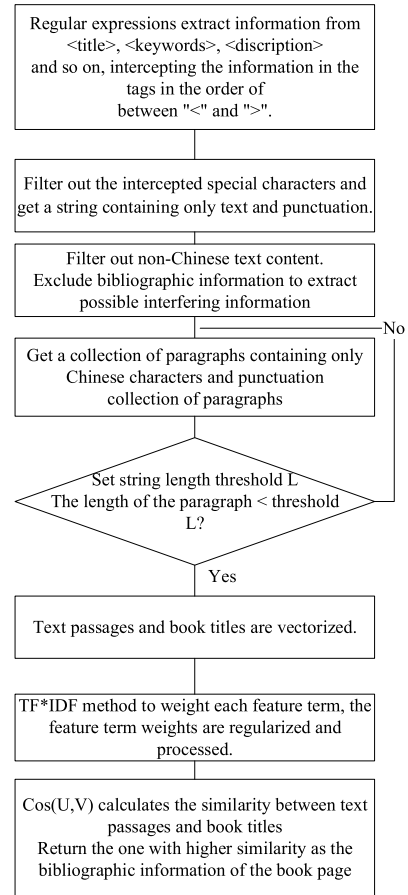 Regular expressions extract information from
<title>, <keywords>, <discription>
and so on, intercepting the information in the
tags in the order of
between "<" and ">".
Filter out the intercepted special characters and
get a string containing only text and punctuation.
Filter out non-Chinese text content.
Exclude bibliographic information to extract
possible interfering information
No
Get a collection of paragraphs containing only
Chinese characters and punctuation
collection of paragraphs
Set string length threshold L
The length of the paragraph < threshold
L?
Yes
Text passages and book titles are vectorized.
TF*IDF method to weight each feature term, the
feature term weights are regularized and
processed.
Cos(U,V) calculates the similarity between text
passages and book titles
Return the one with higher similarity as the
bibliographic information of the book page